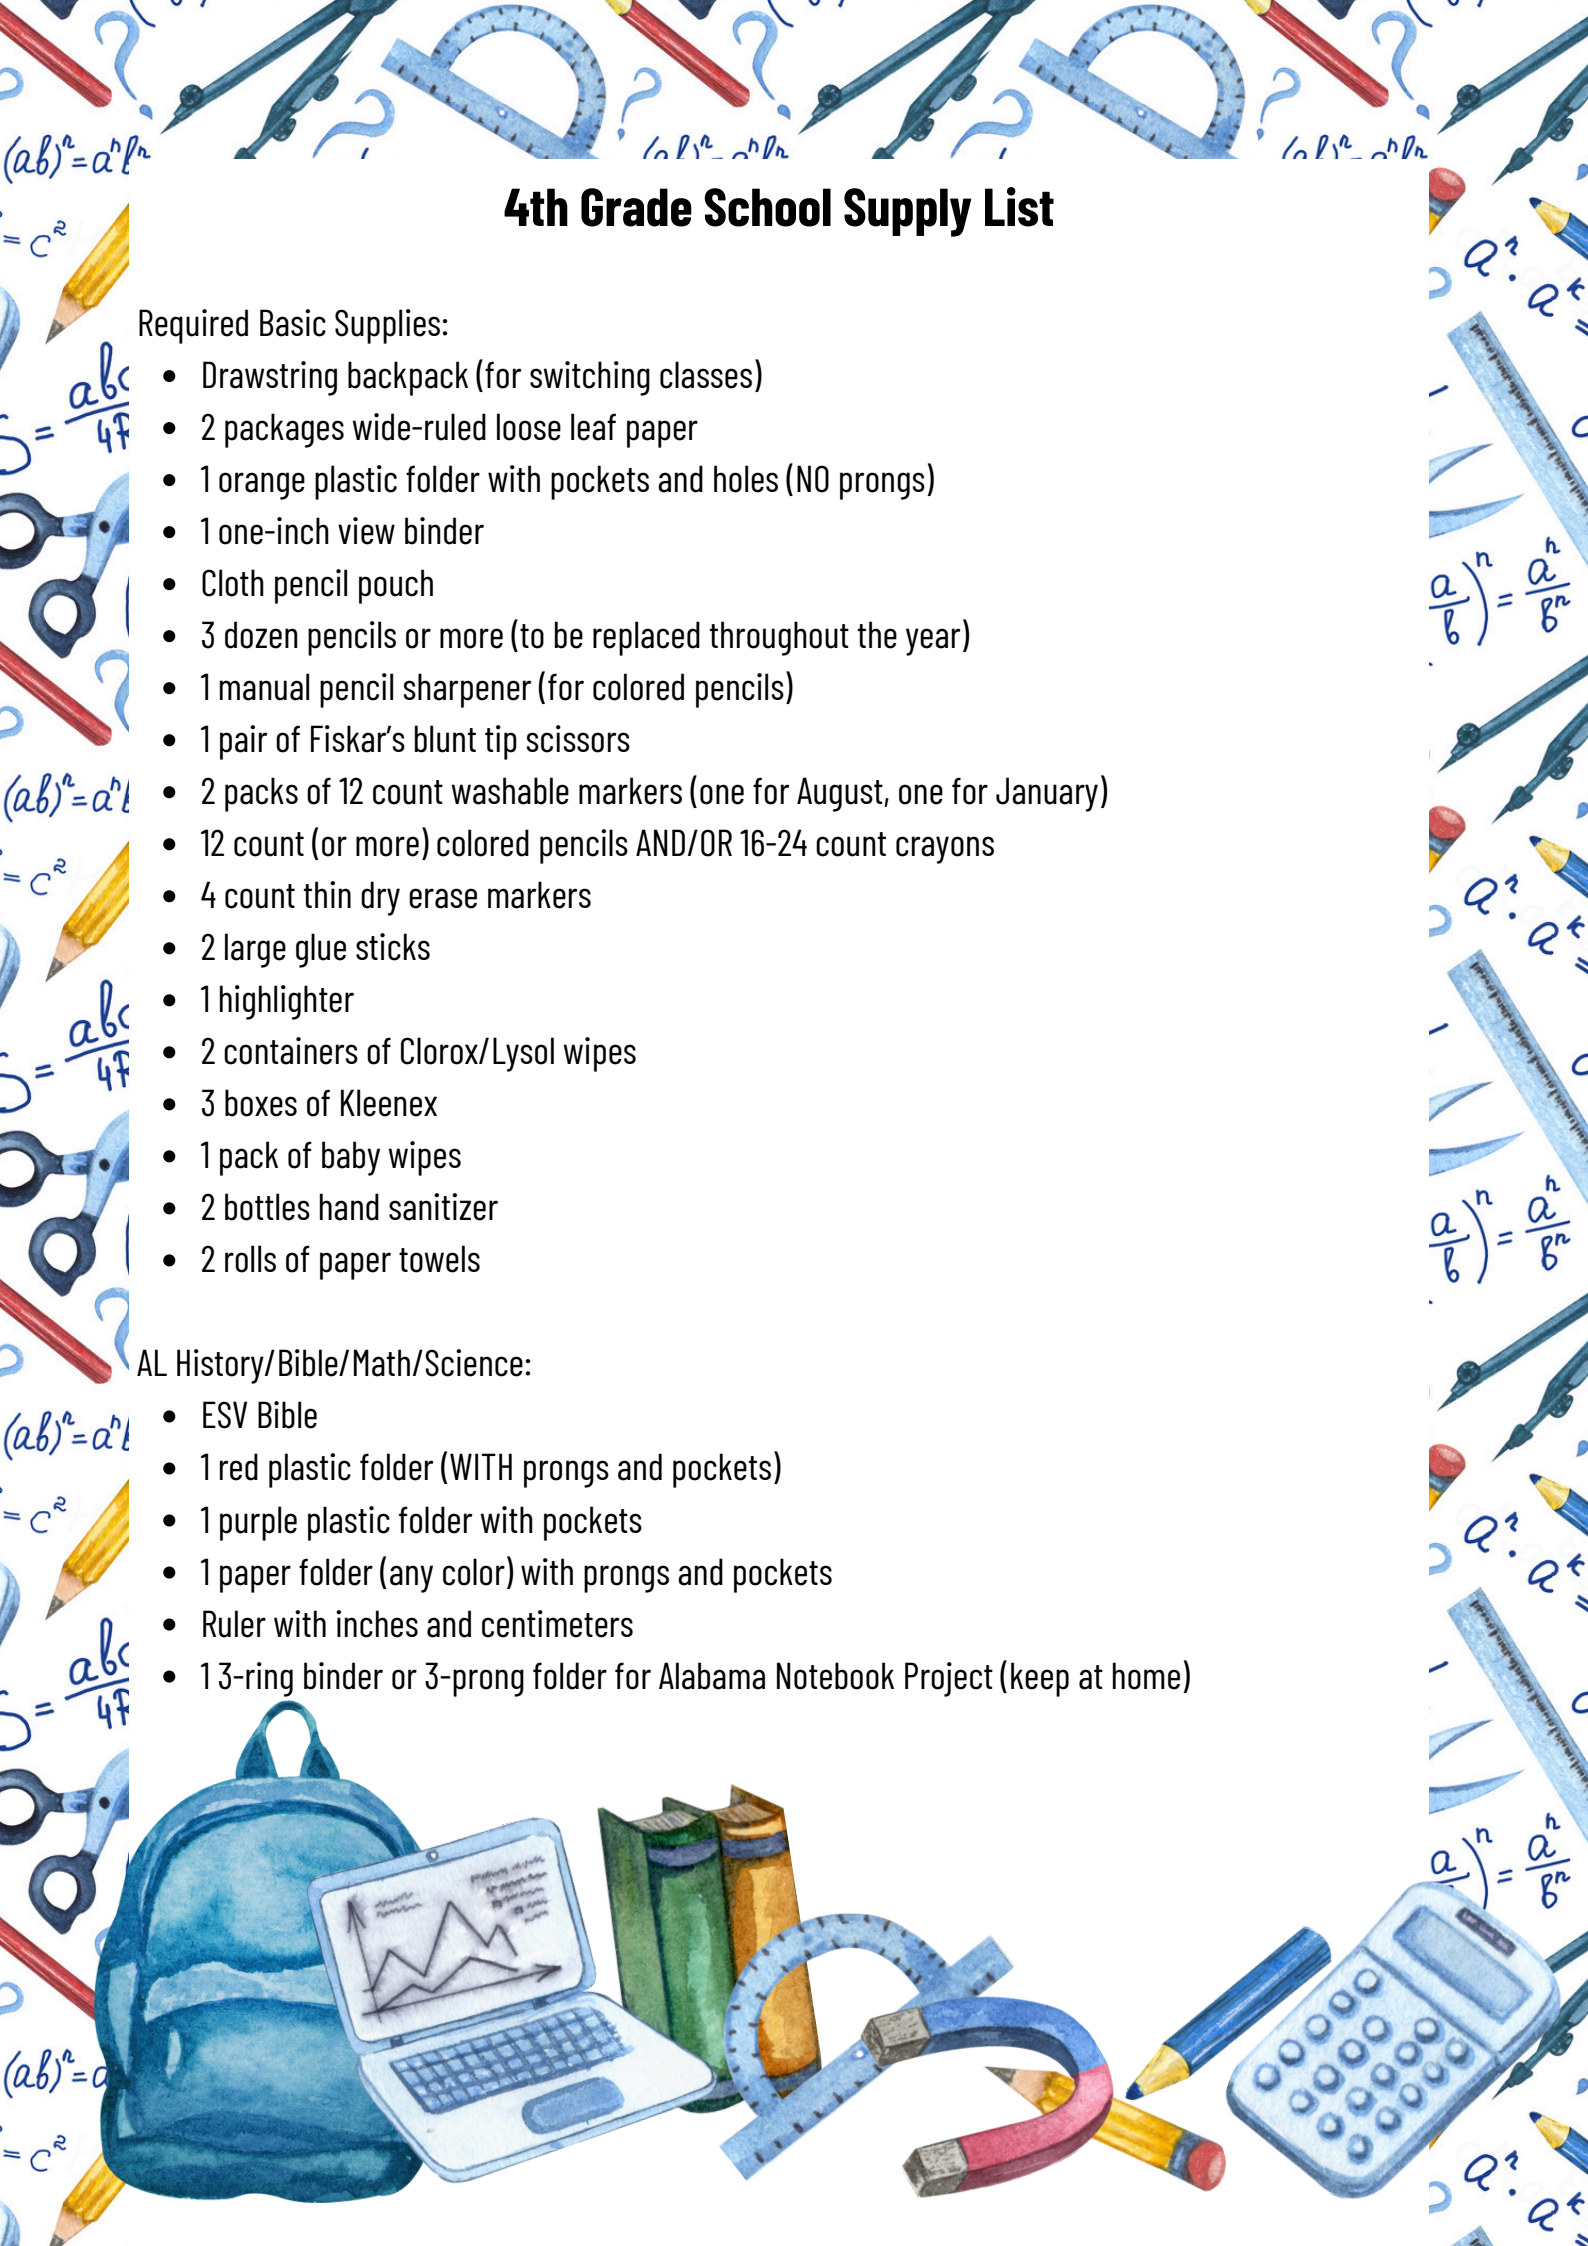 4th Grade School Supply List
Required Basic Supplies:
• Drawstring backpack (for switching classes)
• 2 packages wide-ruled loose leaf paper
• 1 orange plastic folder with pockets and holes (NO prongs)
• 1 one-inch view binder
• Cloth pencil pouch
• 3 dozen pencils or more (to be replaced throughout the year)
• 1 manual pencil sharpener (for colored pencils)
• 1 pair of Fiskar’s blunt tip scissors
• 2 packs of 12 count washable markers (one for August, one for January)
• 12 count (or more) colored pencils AND/OR 16-24 count crayons
• 4 count thin dry erase markers
• 2 large glue sticks
• 1 highlighter
• 2 containers of Clorox/Lysol wipes
• 3 boxes of Kleenex
• 1 pack of baby wipes
• 2 bottles hand sanitizer
• 2 rolls of paper towels
AL History/Bible/Math/Science:
• ESV Bible
• 1 red plastic folder (WITH prongs and pockets)
• 1 purple plastic folder with pockets
• 1 paper folder (any color) with prongs and pockets
• Ruler with inches and centimeters
• 1 3-ring binder or 3-prong folder for Alabama Notebook Project (keep at home)